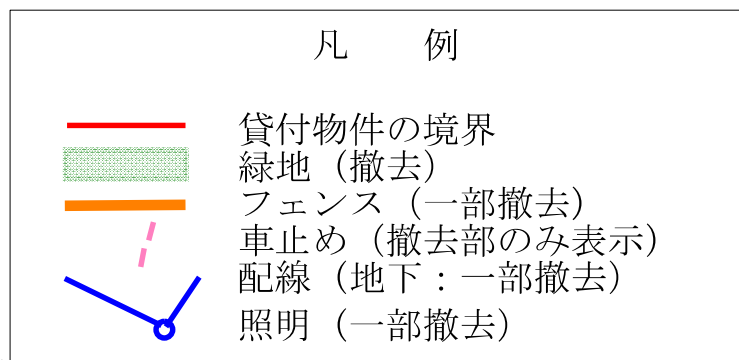 凡　例
貸付物件の境界
緑地（撤去）
フェンス（一部撤去）
車止め（撤去部のみ表示）
配線（地下：一部撤去）
照明（一部撤去）